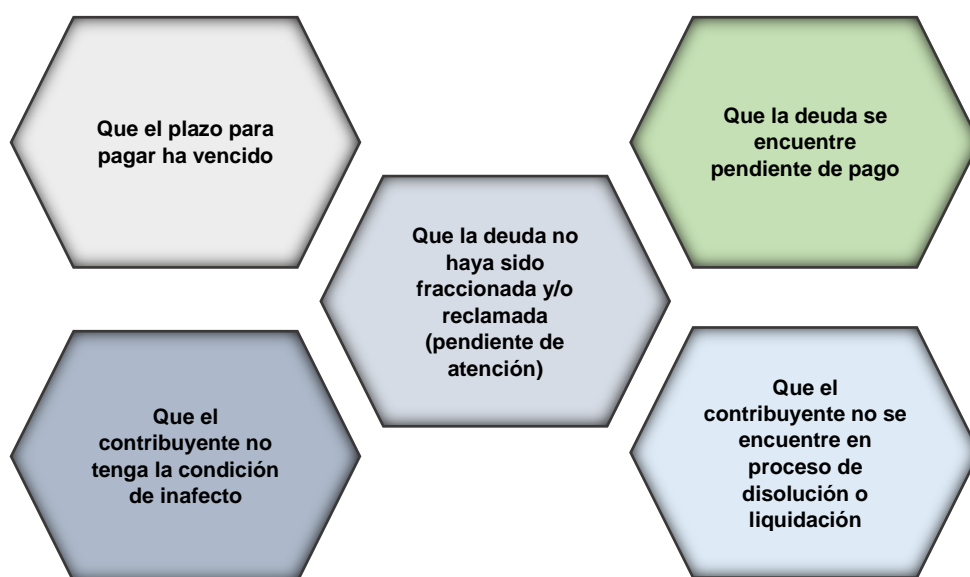 Que el plazo para
pagar ha vencido
Que la deuda se
encuentre
pendiente de pago
Que la deuda no
haya sido
fraccionada y/o
reclamada
(pendiente de
atención)
Que el
contribuyente no
tenga la condición
de inafecto
Que el
contribuyente no se
encuentre en
proceso de
disolución o
liquidación